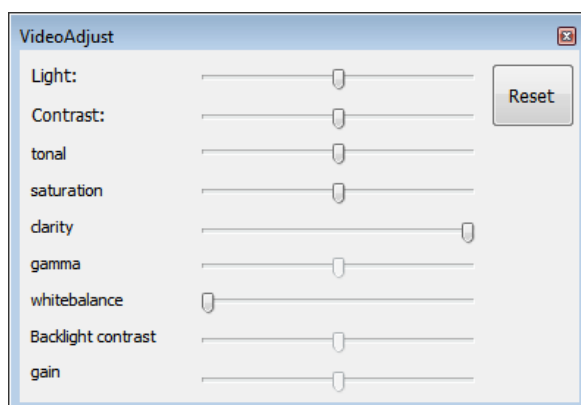 VideoAdjust
Light:
Reset
Contrast:
tonal
saturation
clarity
gamma
whitebalance
Backlight contrast
gain